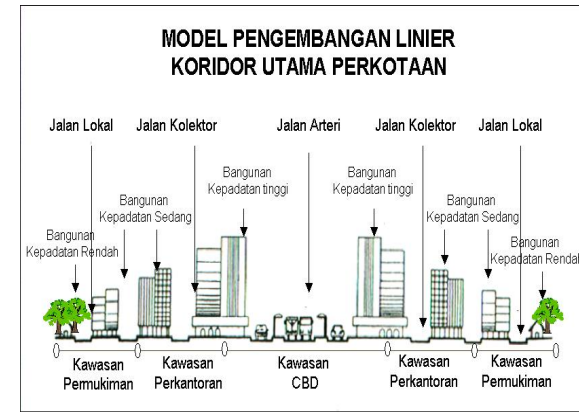 MODEL PENGEMBANGAN LINIER
KORIDOR UTAMA PERKOTAAN
Jalan Lokal
Jalan Kolektor
Jalan Arteri
Jalan Kolektor
Jalan Lokal
Bangunan
Kepadatan tinggi
Bangunan
Kepadatan tinggi
Bangunan
Kepadatan Sedang
Bangunan
Kepadatan Sedang
Bangunan
Kepadatan Rendah
Bangunan
Kepadatan Rendah
Kawasan
Permukiman
Kawasan
Perkantoran
Kawasan
CBD
Kawasan
Perkantoran
Kawasan
Permukiman